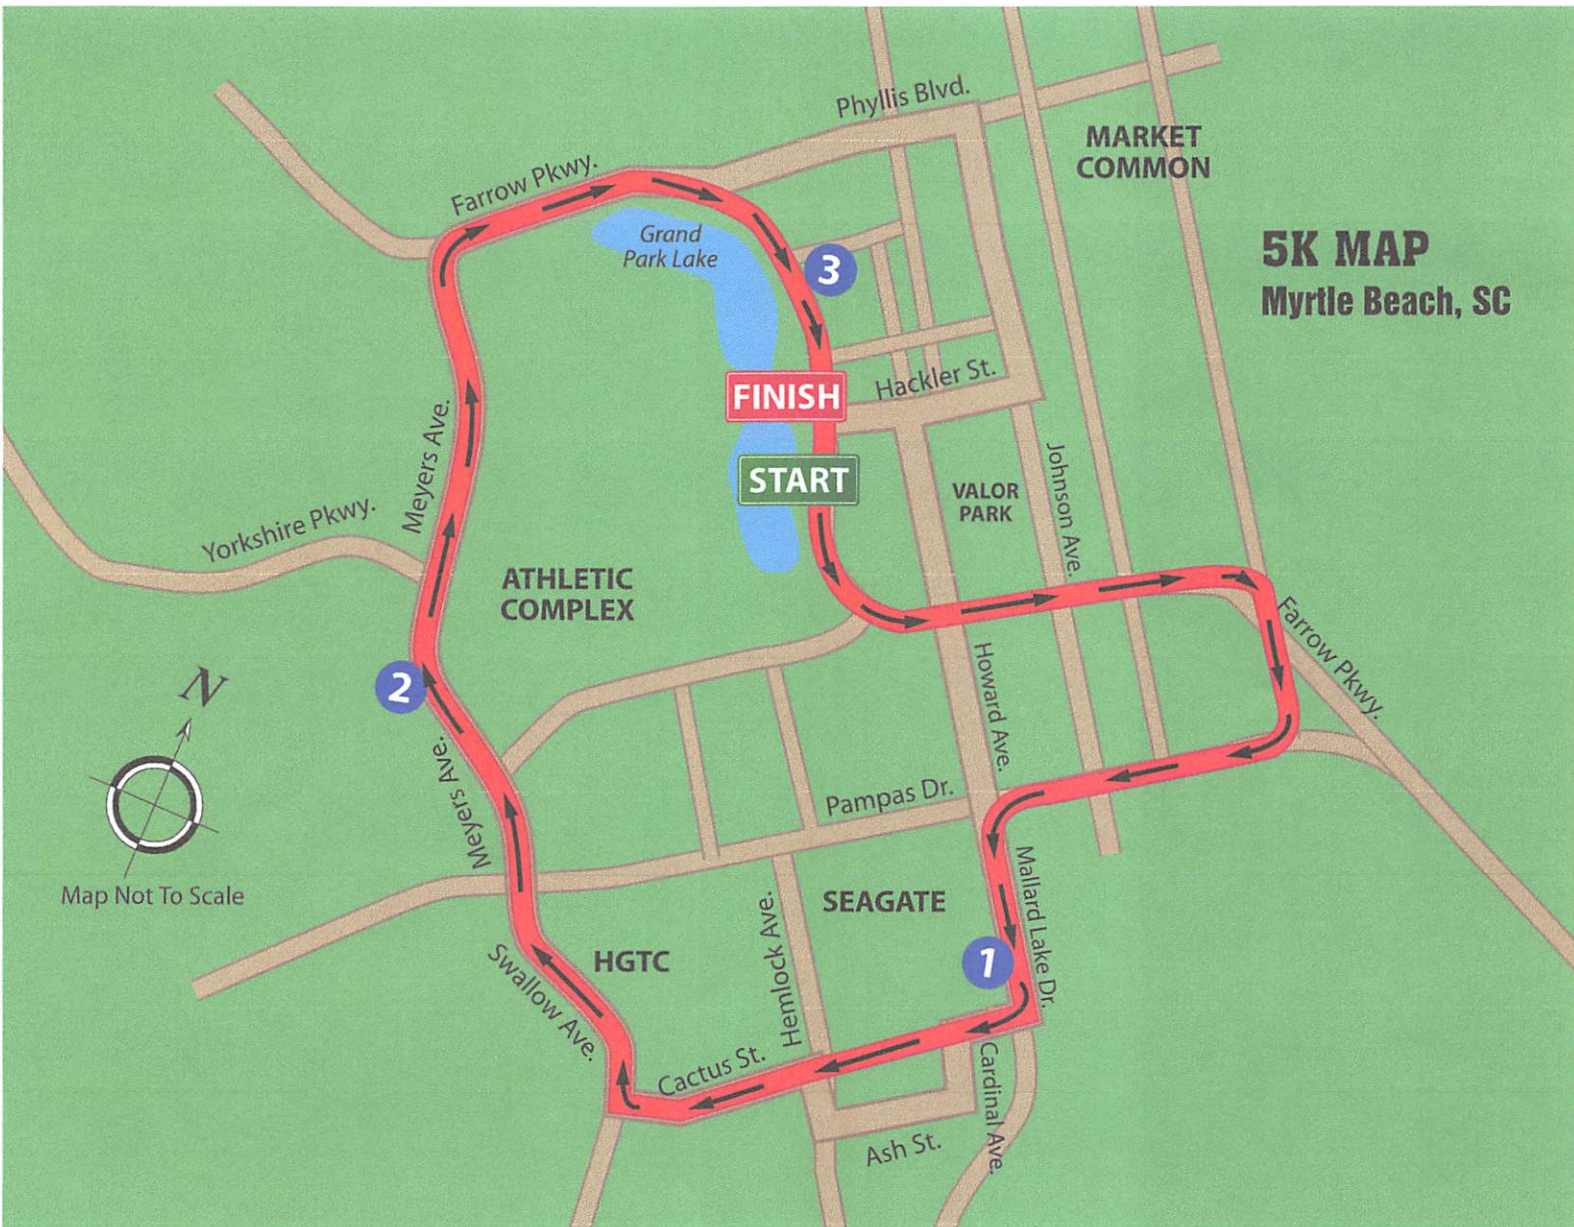 Phyllis Blvd.
MARKET
COMMON
Farrow Pkwy.
Grand
Park Lake
3
5K MAP
Myrtle Beach, SC
FINISH
Hackler St.
Meyers Ave.
START
VALOR
PARK
Johnson Ave.
Yorkshire Pkwy.
ATHLETIC
COMPLEX
Farrow Pkwy.
2
N
Howard Ave.
Meyers Ave.
Pampas Dr.
Map Not To Scale
SEAGATE
Mallard Lake Dr.
Hemlock Ave.
HGTC
1
Swallow Ave.
Cactus St.
Cardinal Ave.
Ash St.